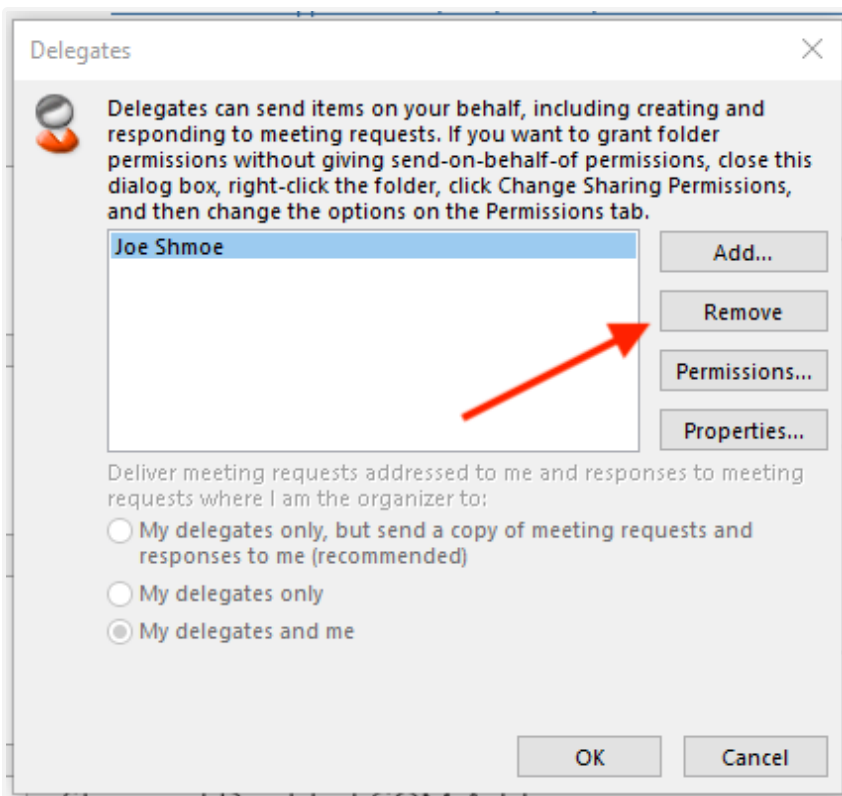 Delegates
Delegates can send items on your behalf, including creating and
responding to meeting requests. If you want to grant folder
permissions without giving send-on-behalf-of permissions, close this
dialog box, right-click the folder, click Change Sharing Permissions,
and then change the options on the Permissions tab.
Joe Shmoe
Add...
Remove
Permissions...
Properties...
Deliver meeting requests addressed to me and responses to meeting
requests where I am the organizer to:
My delegates only, but send a copy of meeting requests and
responses to me (recommended)
My delegates only
My delegates and me
OK
Cancel